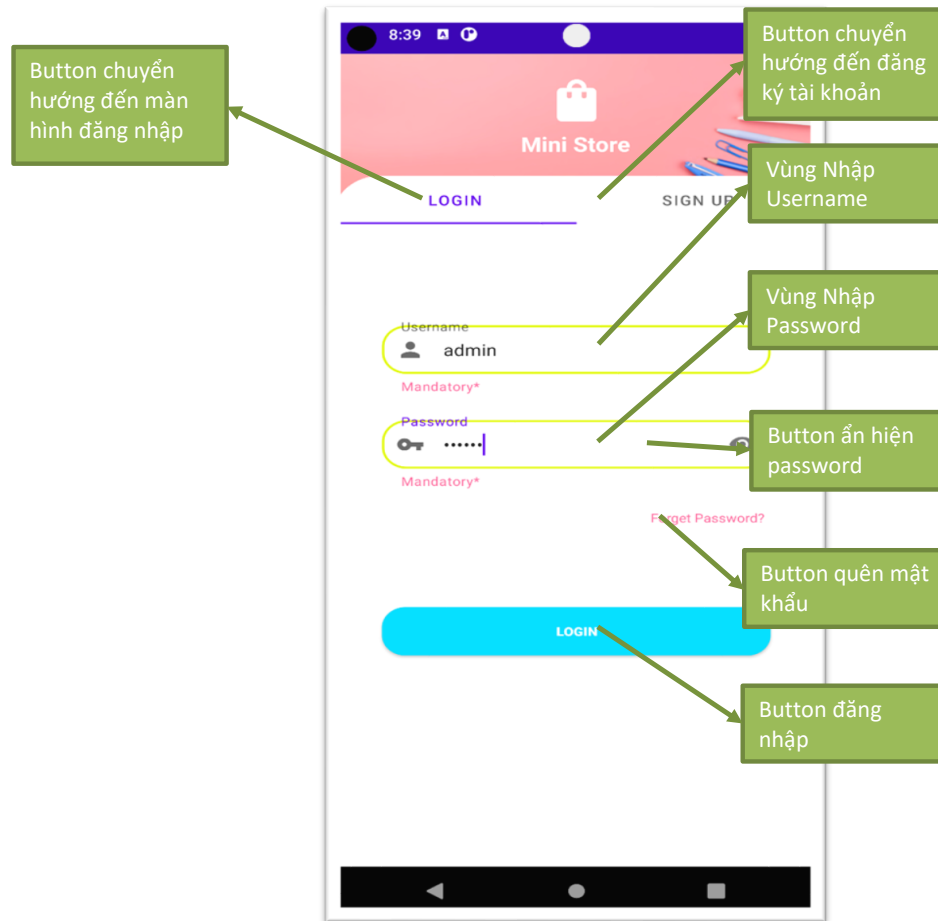 8:39
Button chuyển
hướng đến đăng
ký tài khoản
Button chuyển
hướng đến màn
hình đăng nhập
Mini Store
Vùng Nhập
Username
LOGIN
SIGN UP
Vùng Nhập
Password
Username
admin
Mandatory*
Password
••••••
Button ẩn hiện
password
Mandatory*
Forget Password?
Button quên mật
khẩu
LOGIN
Button đăng
nhập